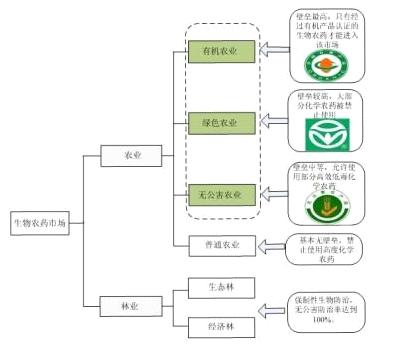 壁垒最高，只有经
过有机产品认证的
生物农药才能进入
该市场
有机农业
壁垒较高，大部
分化学农药被禁
止使用
绿色农业
农业
壁垒中等，允许使
用部分高效低毒化
学农药
无公害农业
生物农药市场
普通农业
基本无壁垒，禁
止使用高度化学
农药
林业
生态林
经济林
强制性生物防治，
无公害防治率达到
100%。